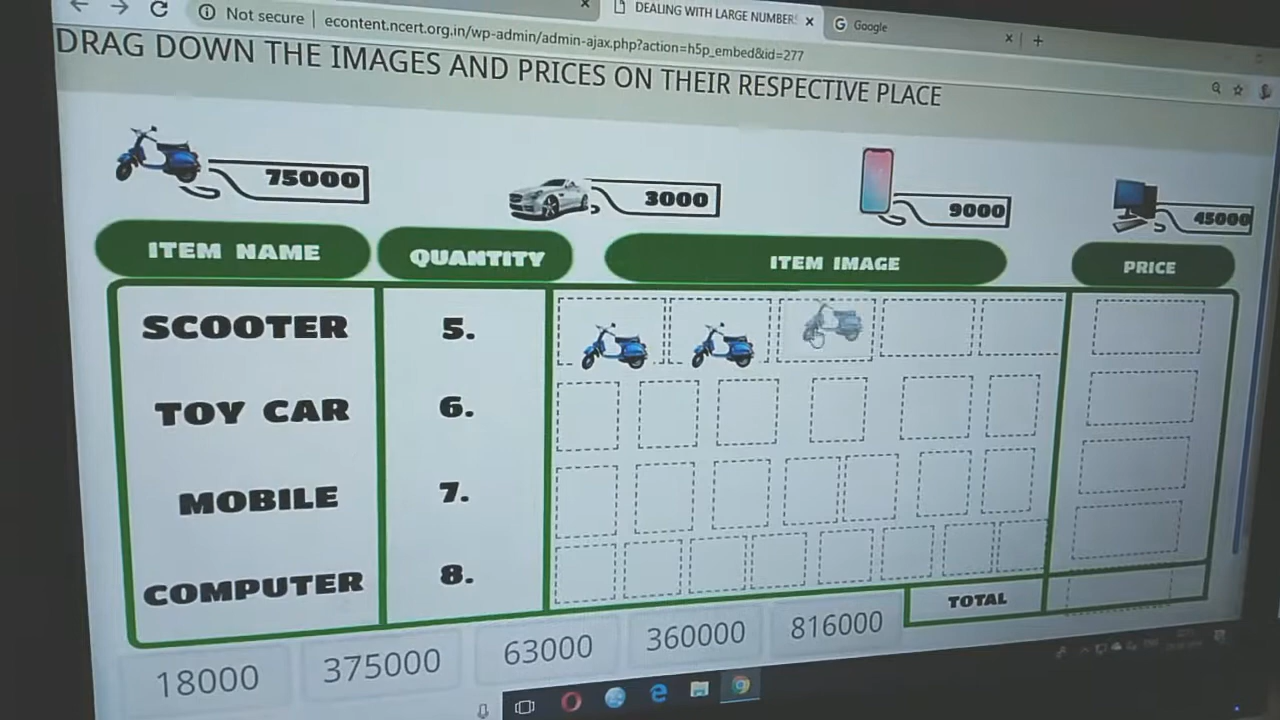 DEALING WITH LARGE NUMBERS
Google
Not secure
econtent.ncert.org.in/wp-admin/admin-ajax.php?action=h5p_embed&id=277
DRAG DOWN THE IMAGES AND PRICES ON THEIR RESPECTIVE PLACE
75000
3000
9000
45000
ITEM NAME
QUANTITY
ITEM IMAGE
PRICE
SCOOTER
5.
TOY CAR
6.
MOBILE
7.
COMPUTER
8.
TOTAL
18000
375000
63000
360000
816000